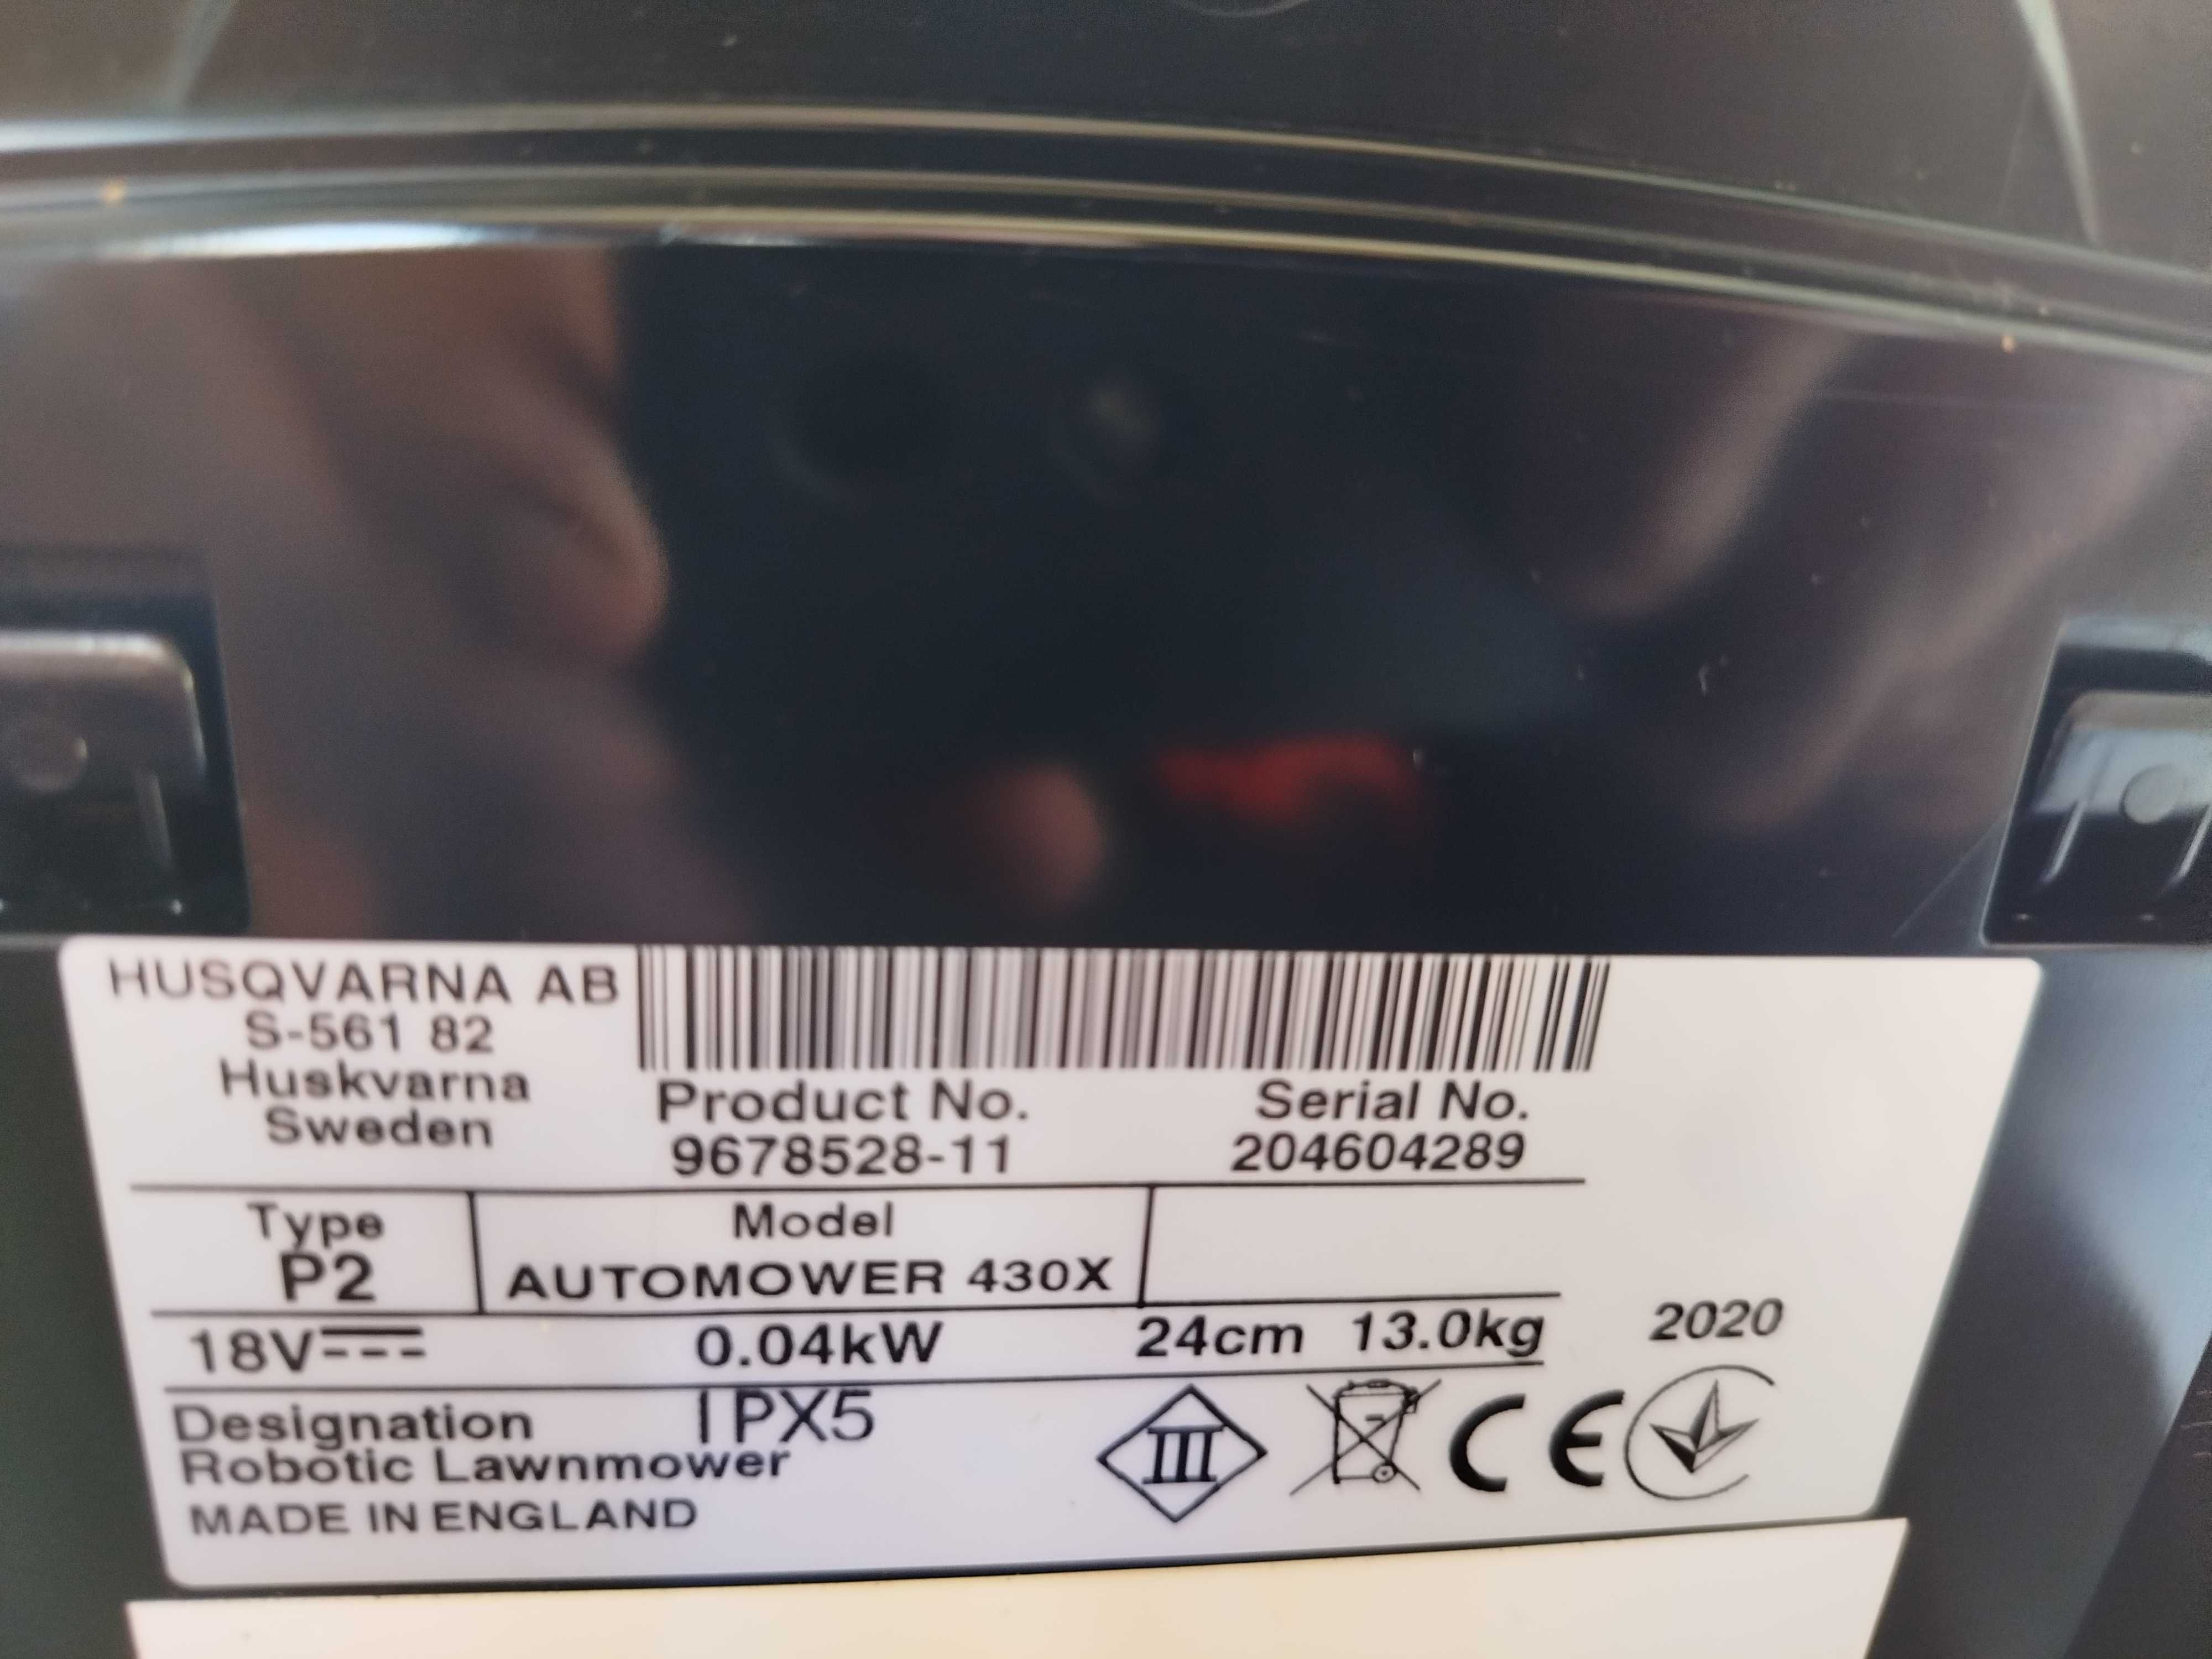 HUSQVARNA AB
S-561 82
Huskvarna
Sweden
Product No. Serial No.
9678528-11 204604289
Type Model
P2 AUTOMOWER 430X
18V 0.04kW 24cm 13.0kg 2020
Designation IPX5
Robotic Lawnmower
MADE IN ENGLAND
III CE